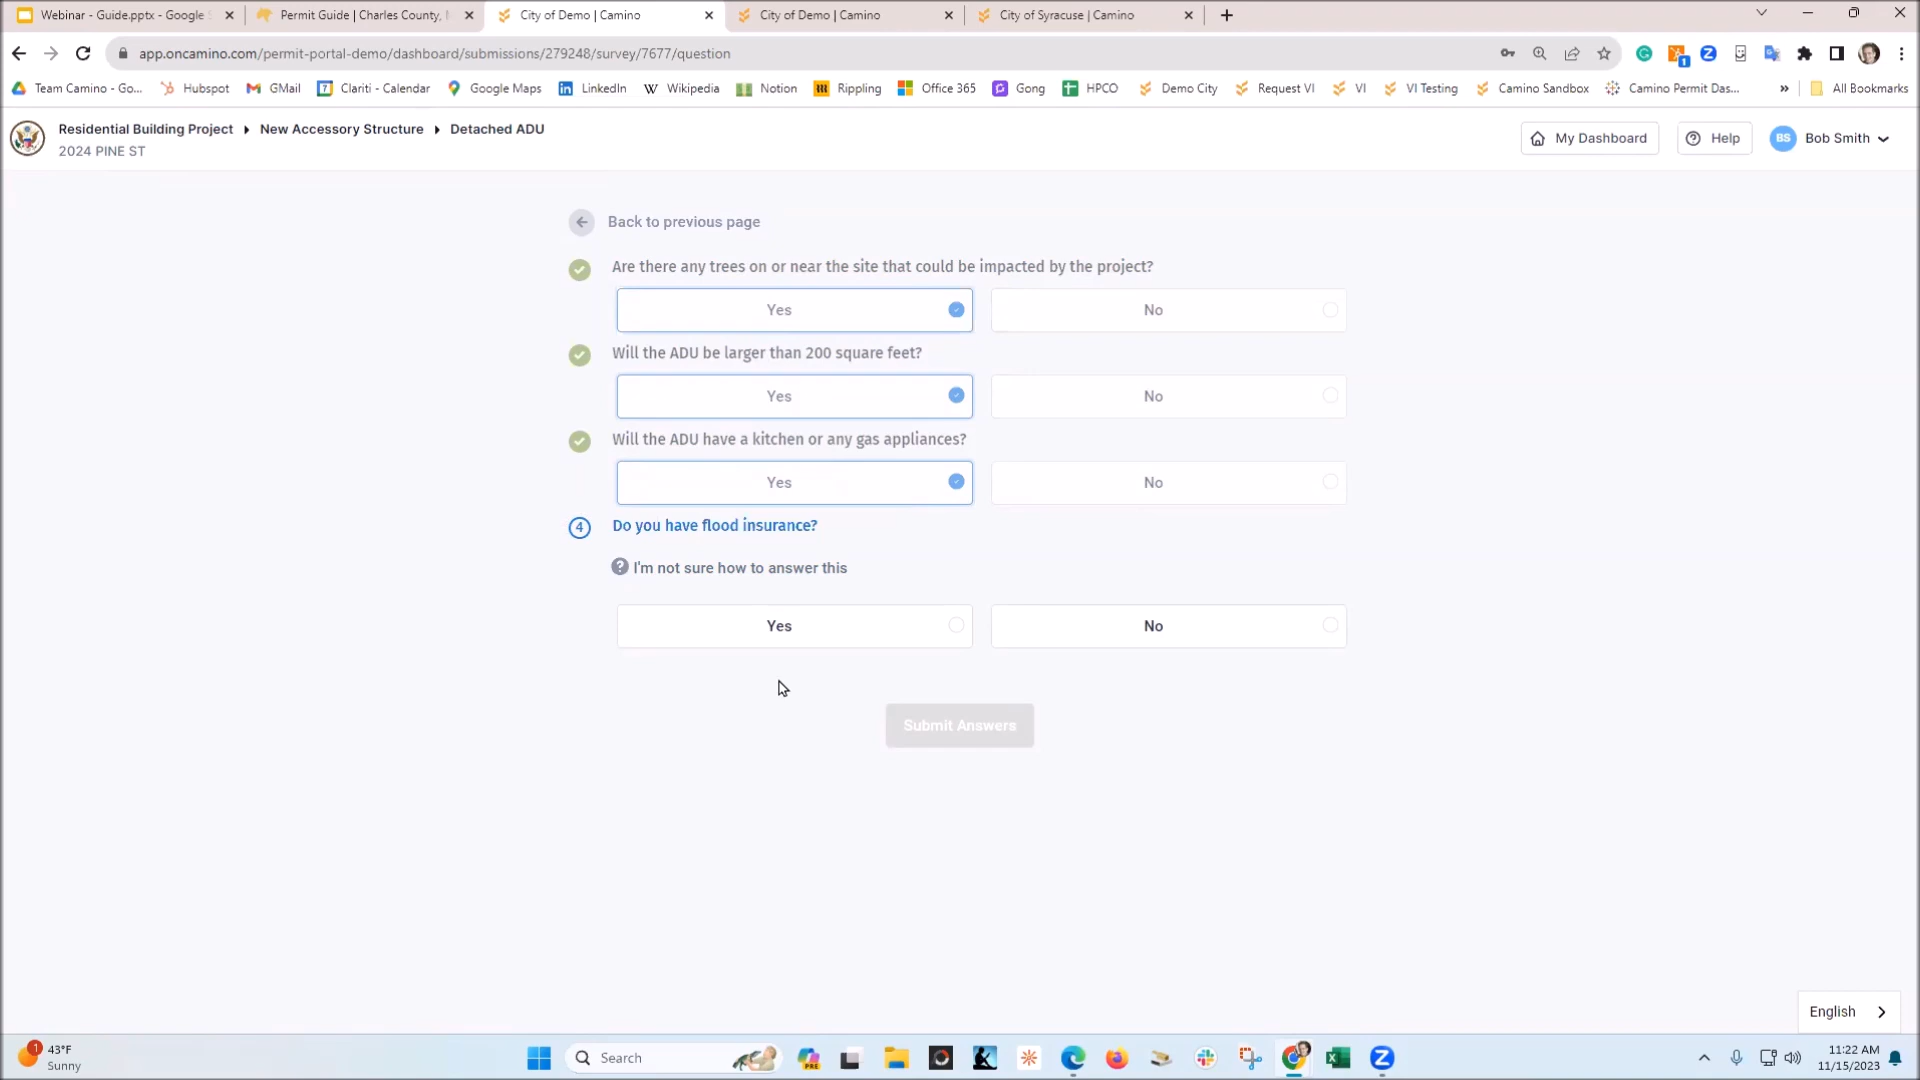 Webinar - Guide.pptx - Google S
Permit Guide | Charles County, M
City of Demo | Camino
City of Demo | Camino
City of Syracuse | Camino
app.oncamino.com/permit-portal-demo/dashboard/submissions/279248/survey/7677/question
Team Camino - Go...
Hubspot
GMail
Clariti - Calendar
Google Maps
LinkedIn
Wikipedia
Notion
Rippling
Office 365
Gong
HPCO
Demo City
Request VI
VI
VI Testing
Camino Sandbox
Camino Permit Das...
All Bookmarks
Residential Building Project New Accessory Structure Detached ADU
2024 PINE ST
My Dashboard
Help
BS
Bob Smith
Back to previous page
Are there any trees on or near the site that could be impacted by the project?
Yes No
Will the ADU be larger than 200 square feet?
Yes No
Will the ADU have a kitchen or any gas appliances?
Yes No
4 Do you have flood insurance?
? I'm not sure how to answer this
Yes No
Submit Answers
English
1
43°F
Sunny
Search
PRE
11:22 AM
11/15/2023